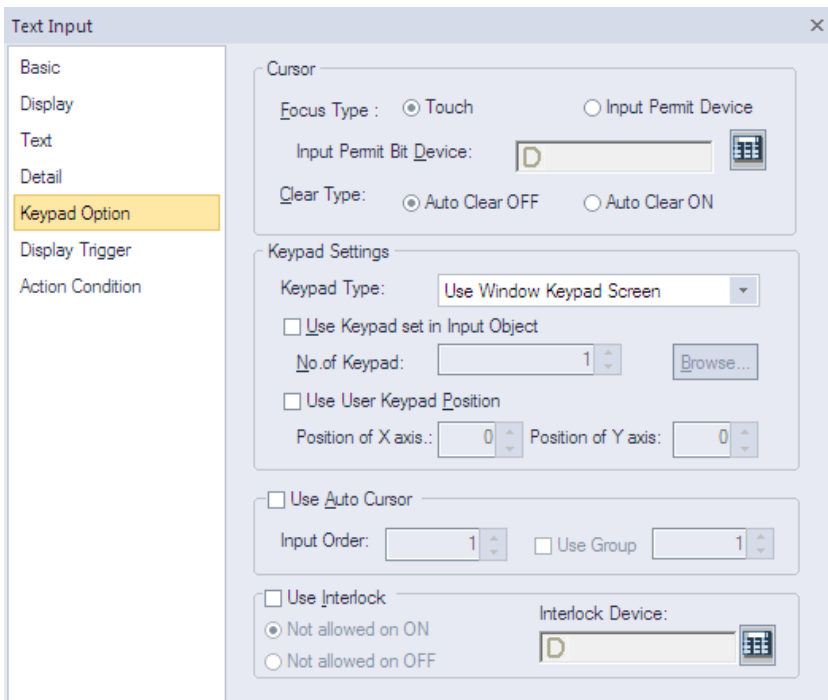 Text Input
Basic
Display
Text
Detail
Keypad Option
Display Trigger
Action Condition
Cursor
Focus Type : Touch Input Permit Device
Input Permit Bit Device: D
Clear Type: Auto Clear OFF Auto Clear ON
Keypad Settings
Keypad Type: Use Window Keypad Screen
Use Keypad set in Input Object
No.of Keypad: 1 Browse...
Use User Keypad Position
Position of X axis.: 0 Position of Y axis: 0
Use Auto Cursor
Input Order: 1 Use Group 1
Use Interlock
Not allowed on ON
Not allowed on OFF
Interlock Device:
D